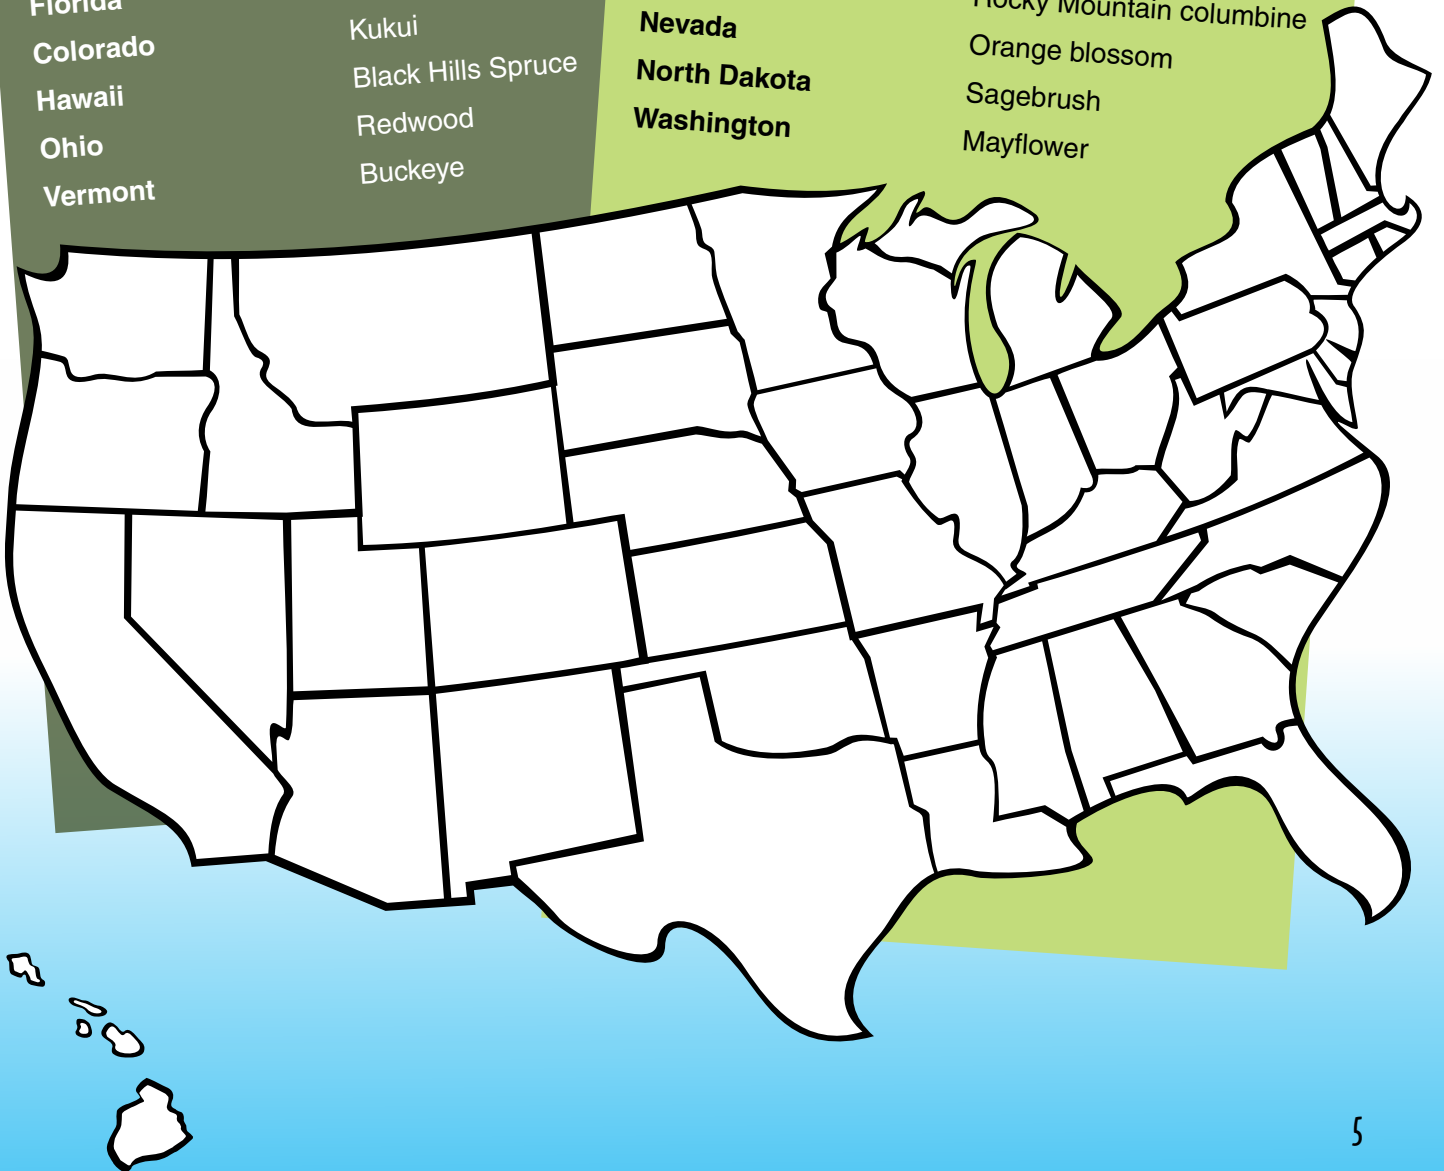 Florida
Colorado
Hawaii
Ohio
Vermont
Kukui
Black Hills Spruce
Redwood
Buckeye
Nevada
North Dakota
Washington
Rocky Mountain columbine
Orange blossom
Sagebrush
Mayflower
5